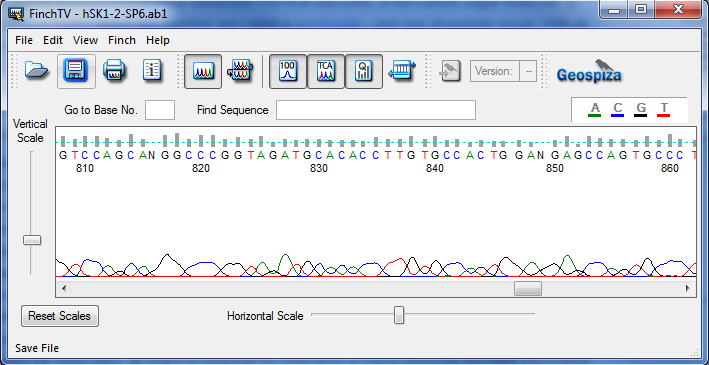 FinchTV - hSK1-2-SP6.ab1
File Edit View Finch Help
100 TCA Q Version: -- Geospiza
Go to Base No. Find Sequence A C G T
Vertical
Scale
G T C C A G C A N G G C C C G G T A G A T G C A C A C C T T G T G C C A C T G G A N G A G C C A G T G C C C T
810 820 830 840 850 860
Reset Scales Horizontal Scale
Save File